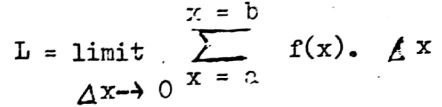 x = b
L = limit ∑ f(x). Δx
Δx→ 0 x = a